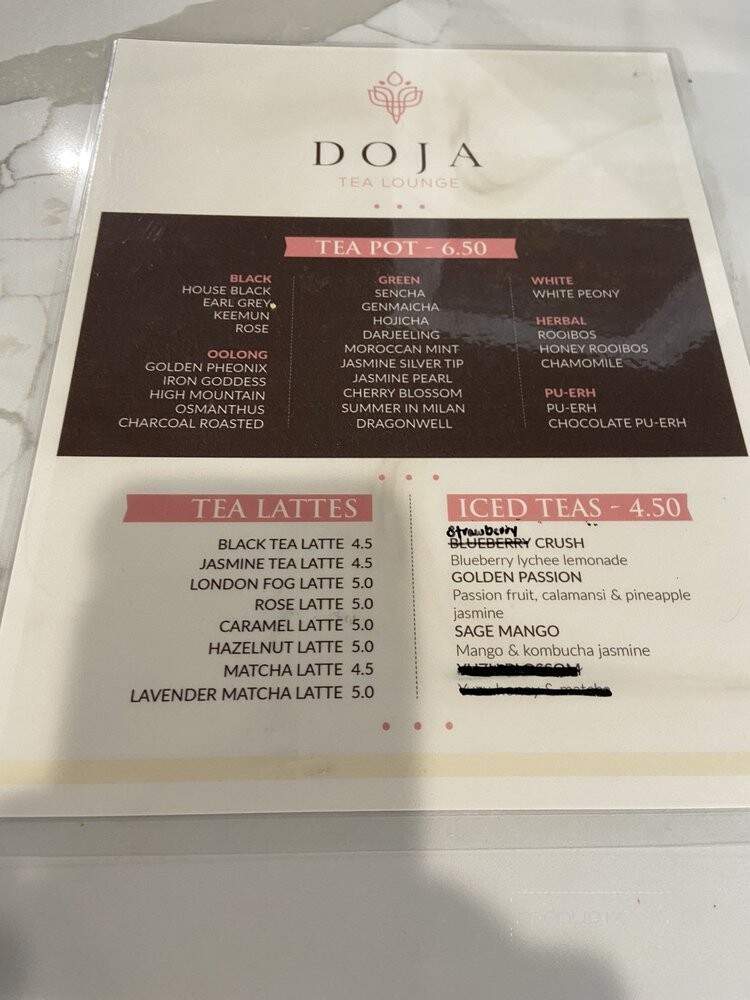 DOJA
TEA LOUNGE
TEA POT - 6.50
BLACK
HOUSE BLACK
EARL GREY
KEEMUN
ROSE
OOLONG
GOLDEN PHEONIX
IRON GODDESS
HIGH MOUNTAIN
OSMANTHUS
CHARCOAL ROASTED
GREEN
SENCHA
GENMAICHA
HOJICHA
DARJEELING
MOROCCAN MINT
JASMINE SILVER TIP
JASMINE PEARL
CHERRY BLOSSOM
SUMMER IN MILAN
DRAGONWELL
WHITE
WHITE PEONY
HERBAL
ROOIBOS
HONEY ROOIBOS
CHAMOMILE
PU-ERH
PU-ERH
CHOCOLATE PU-ERH
TEA LATTES
BLACK TEA LATTE 4.5
JASMINE TEA LATTE 4.5
LONDON FOG LATTE 5.0
ROSE LATTE 5.0
CARAMEL LATTE 5.0
HAZELNUT LATTE 5.0
MATCHA LATTE 4.5
LAVENDER MATCHA LATTE 5.0
ICED TEAS - 4.50
Strawberry
BLUEBERRY CRUSH
Blueberry lychee lemonade
GOLDEN PASSION
Passion fruit, calamansi & pineapple
jasmine
SAGE MANGO
Mango & kombucha jasmine